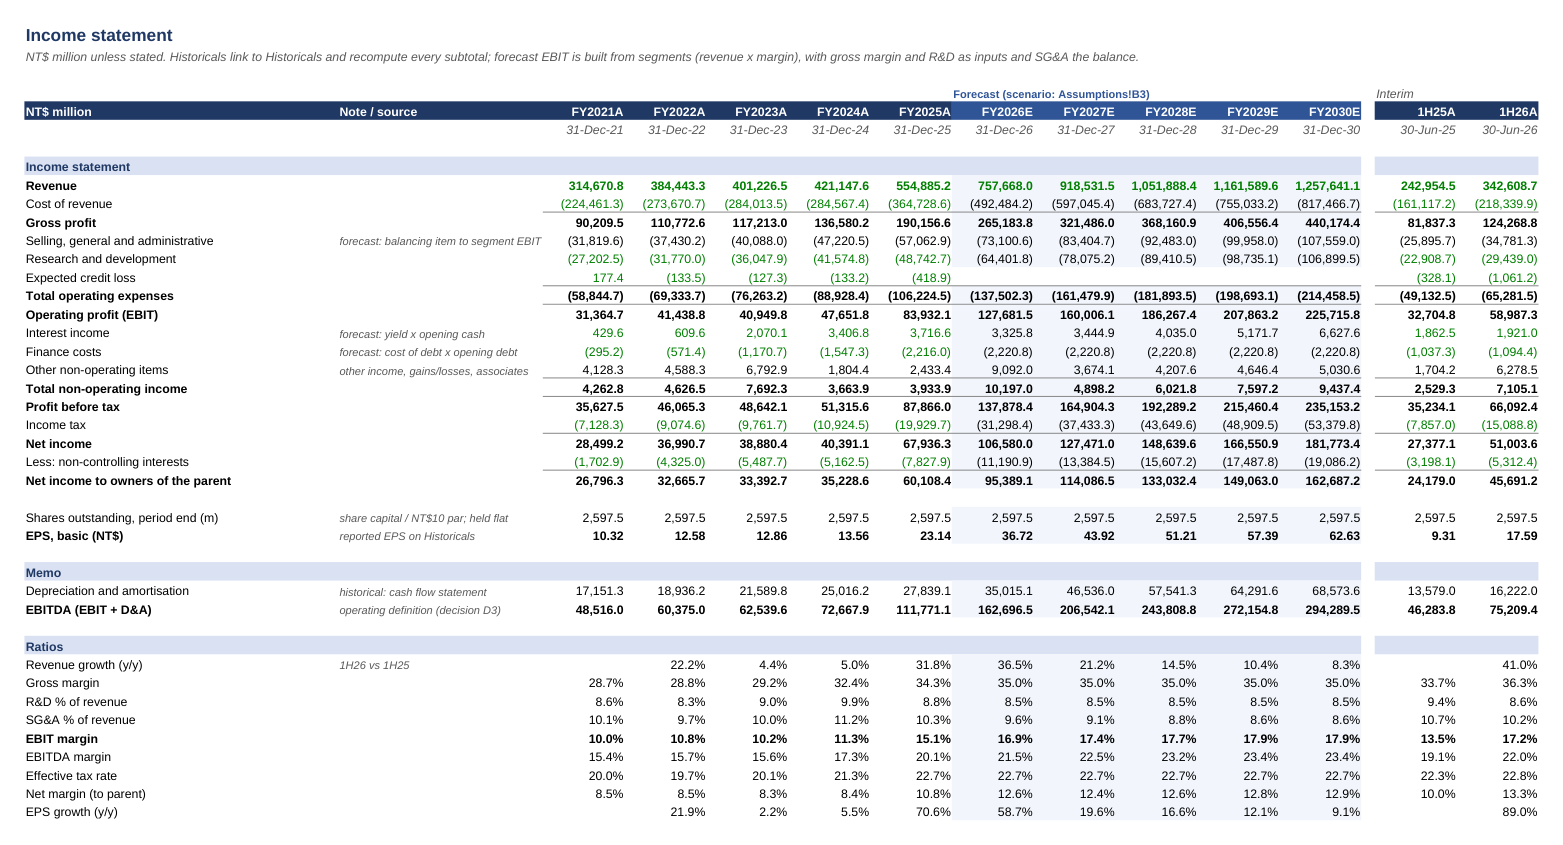 Income statement
NT$ million unless stated. Historicals link to Historicals and recompute every subtotal; forecast EBIT is built from segments (revenue x margin), with gross margin and R&D as inputs and SG&A the balance.
Forecast (scenario: Assumptions!B3) Interim
NT$ million Note / source FY2021A FY2022A FY2023A FY2024A FY2025A FY2026E FY2027E FY2028E FY2029E FY2030E 1H25A 1H26A
31-Dec-21 31-Dec-22 31-Dec-23 31-Dec-24 31-Dec-25 31-Dec-26 31-Dec-27 31-Dec-28 31-Dec-29 31-Dec-30 30-Jun-25 30-Jun-26
Income statement
Revenue 314,670.8 384,443.3 401,226.5 421,147.6 554,885.2 757,668.0 918,531.5 1,051,888.4 1,161,589.6 1,257,641.1 242,954.5 342,608.7
Cost of revenue (224,461.3) (273,670.7) (284,013.5) (284,567.4) (364,728.6) (492,484.2) (597,045.4) (683,727.4) (755,033.2) (817,466.7) (161,117.2) (218,339.9)
Gross profit 90,209.5 110,772.6 117,213.0 136,580.2 190,156.6 265,183.8 321,486.0 368,160.9 406,556.4 440,174.4 81,837.3 124,268.8
Selling, general and administrative forecast: balancing item to segment EBIT (31,819.6) (37,430.2) (40,088.0) (47,220.5) (57,062.9) (73,100.6) (83,404.7) (92,483.0) (99,958.0) (107,559.0) (25,895.7) (34,781.3)
Research and development (27,202.5) (31,770.0) (36,047.9) (41,574.8) (48,742.7) (64,401.8) (78,075.2) (89,410.5) (98,735.1) (106,899.5) (22,908.7) (29,439.0)
Expected credit loss 177.4 (133.5) (127.3) (133.2) (418.9) (328.1) (1,061.2)
Total operating expenses (58,844.7) (69,333.7) (76,263.2) (88,928.4) (106,224.5) (137,502.3) (161,479.9) (181,893.5) (198,693.1) (214,458.5) (49,132.5) (65,281.5)
Operating profit (EBIT) 31,364.7 41,438.8 40,949.8 47,651.8 83,932.1 127,681.5 160,006.1 186,267.4 207,863.2 225,715.8 32,704.8 58,987.3
Interest income forecast: yield x opening cash 429.6 609.6 2,070.1 3,406.8 3,716.6 3,325.8 3,444.9 4,035.0 5,171.7 6,627.6 1,862.5 1,921.0
Finance costs forecast: cost of debt x opening debt (295.2) (571.4) (1,170.7) (1,547.3) (2,216.0) (2,220.8) (2,220.8) (2,220.8) (2,220.8) (2,220.8) (1,037.3) (1,094.4)
Other non-operating items other income, gains/losses, associates 4,128.3 4,588.3 6,792.9 1,804.4 2,433.4 9,092.0 3,674.1 4,207.6 4,646.4 5,030.6 1,704.2 6,278.5
Total non-operating income 4,262.8 4,626.5 7,692.3 3,663.9 3,933.9 10,197.0 4,898.2 6,021.8 7,597.2 9,437.4 2,529.3 7,105.1
Profit before tax 35,627.5 46,065.3 48,642.1 51,315.6 87,866.0 137,878.4 164,904.3 192,289.2 215,460.4 235,153.2 35,234.1 66,092.4
Income tax (7,128.3) (9,074.6) (9,761.7) (10,924.5) (19,929.7) (31,298.4) (37,433.3) (43,649.6) (48,909.5) (53,379.8) (7,857.0) (15,088.8)
Net income 28,499.2 36,990.7 38,880.4 40,391.1 67,936.3 106,580.0 127,471.0 148,639.6 166,550.9 181,773.4 27,377.1 51,003.6
Less: non-controlling interests (1,702.9) (4,325.0) (5,487.7) (5,162.5) (7,827.9) (11,190.9) (13,384.5) (15,607.2) (17,487.8) (19,086.2) (3,198.1) (5,312.4)
Net income to owners of the parent 26,796.3 32,665.7 33,392.7 35,228.6 60,108.4 95,389.1 114,086.5 133,032.4 149,063.0 162,687.2 24,179.0 45,691.2
Shares outstanding, period end (m) share capital / NT$10 par; held flat 2,597.5 2,597.5 2,597.5 2,597.5 2,597.5 2,597.5 2,597.5 2,597.5 2,597.5 2,597.5 2,597.5 2,597.5
EPS, basic (NT$) reported EPS on Historicals 10.32 12.58 12.86 13.56 23.14 36.72 43.92 51.21 57.39 62.63 9.31 17.59
Memo
Depreciation and amortisation historical: cash flow statement 17,151.3 18,936.2 21,589.8 25,016.2 27,839.1 35,015.1 46,536.0 57,541.3 64,291.6 68,573.6 13,579.0 16,222.0
EBITDA (EBIT + D&A) operating definition (decision D3) 48,516.0 60,375.0 62,539.6 72,667.9 111,771.1 162,696.5 206,542.1 243,808.8 272,154.8 294,289.5 46,283.8 75,209.4
Ratios
Revenue growth (y/y) 1H26 vs 1H25 22.2% 4.4% 5.0% 31.8% 36.5% 21.2% 14.5% 10.4% 8.3% 41.0%
Gross margin 28.7% 28.8% 29.2% 32.4% 34.3% 35.0% 35.0% 35.0% 35.0% 35.0% 33.7% 36.3%
R&D % of revenue 8.6% 8.3% 9.0% 9.9% 8.8% 8.5% 8.5% 8.5% 8.5% 8.5% 9.4% 8.6%
SG&A % of revenue 10.1% 9.7% 10.0% 11.2% 10.3% 9.6% 9.1% 8.8% 8.6% 8.6% 10.7% 10.2%
EBIT margin 10.0% 10.8% 10.2% 11.3% 15.1% 16.9% 17.4% 17.7% 17.9% 17.9% 13.5% 17.2%
EBITDA margin 15.4% 15.7% 15.6% 17.3% 20.1% 21.5% 22.5% 23.2% 23.4% 23.4% 19.1% 22.0%
Effective tax rate 20.0% 19.7% 20.1% 21.3% 22.7% 22.7% 22.7% 22.7% 22.7% 22.7% 22.3% 22.8%
Net margin (to parent) 8.5% 8.5% 8.3% 8.4% 10.8% 12.6% 12.4% 12.6% 12.8% 12.9% 10.0% 13.3%
EPS growth (y/y) 21.9% 2.2% 5.5% 70.6% 58.7% 19.6% 16.6% 12.1% 9.1% 89.0%